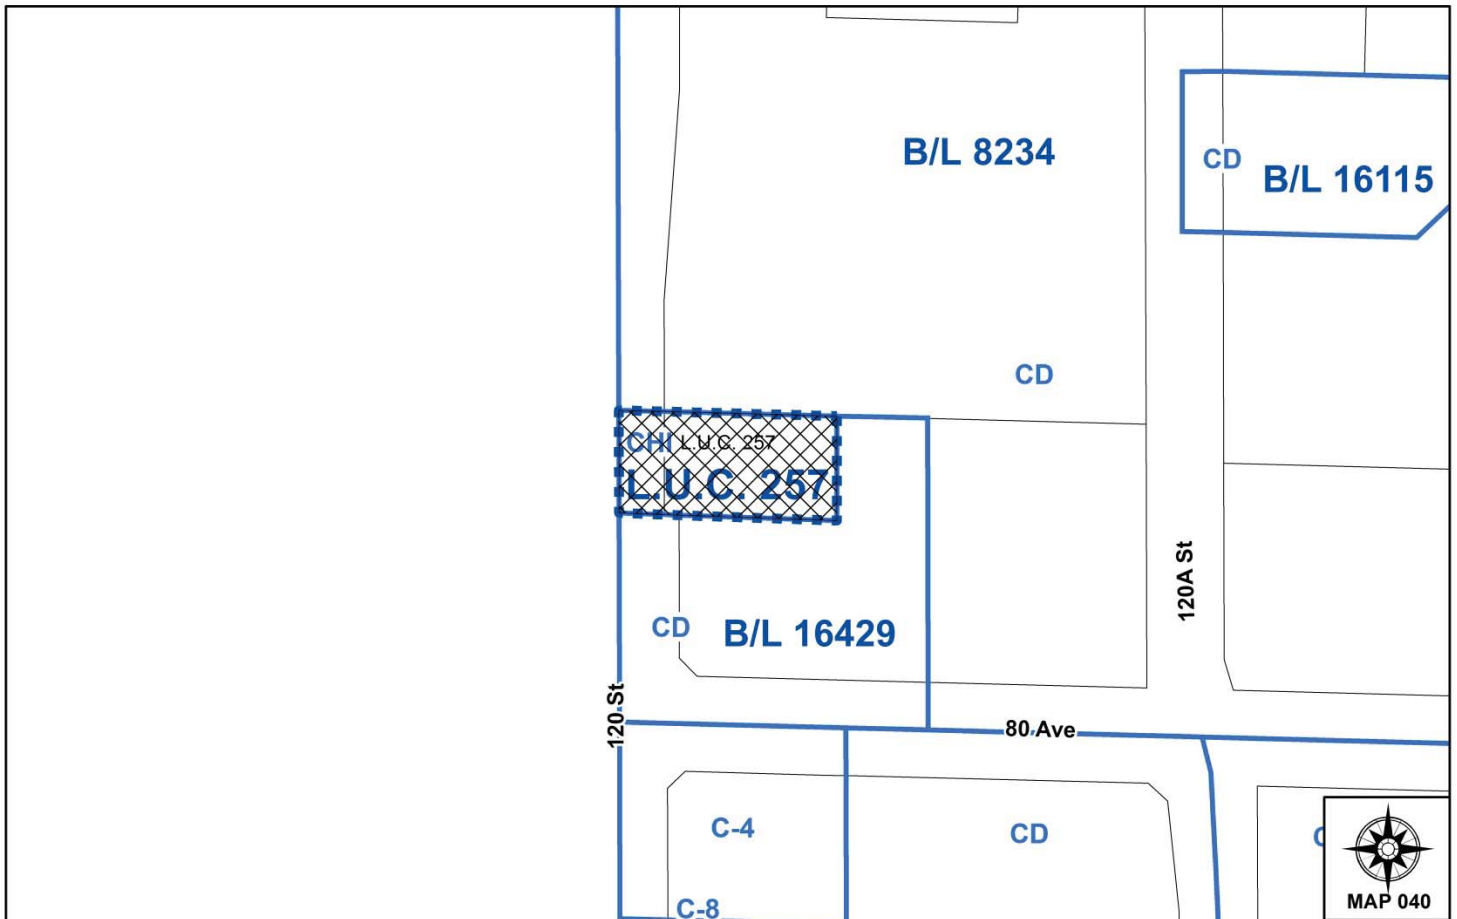 B/L 8234
CD
B/L 16115
CD
CHI L.U.C. 257
L.U.C. 257
120A St
CD
B/L 16429
120 St
80 Ave
C-4
CD
C-8
MAP 040